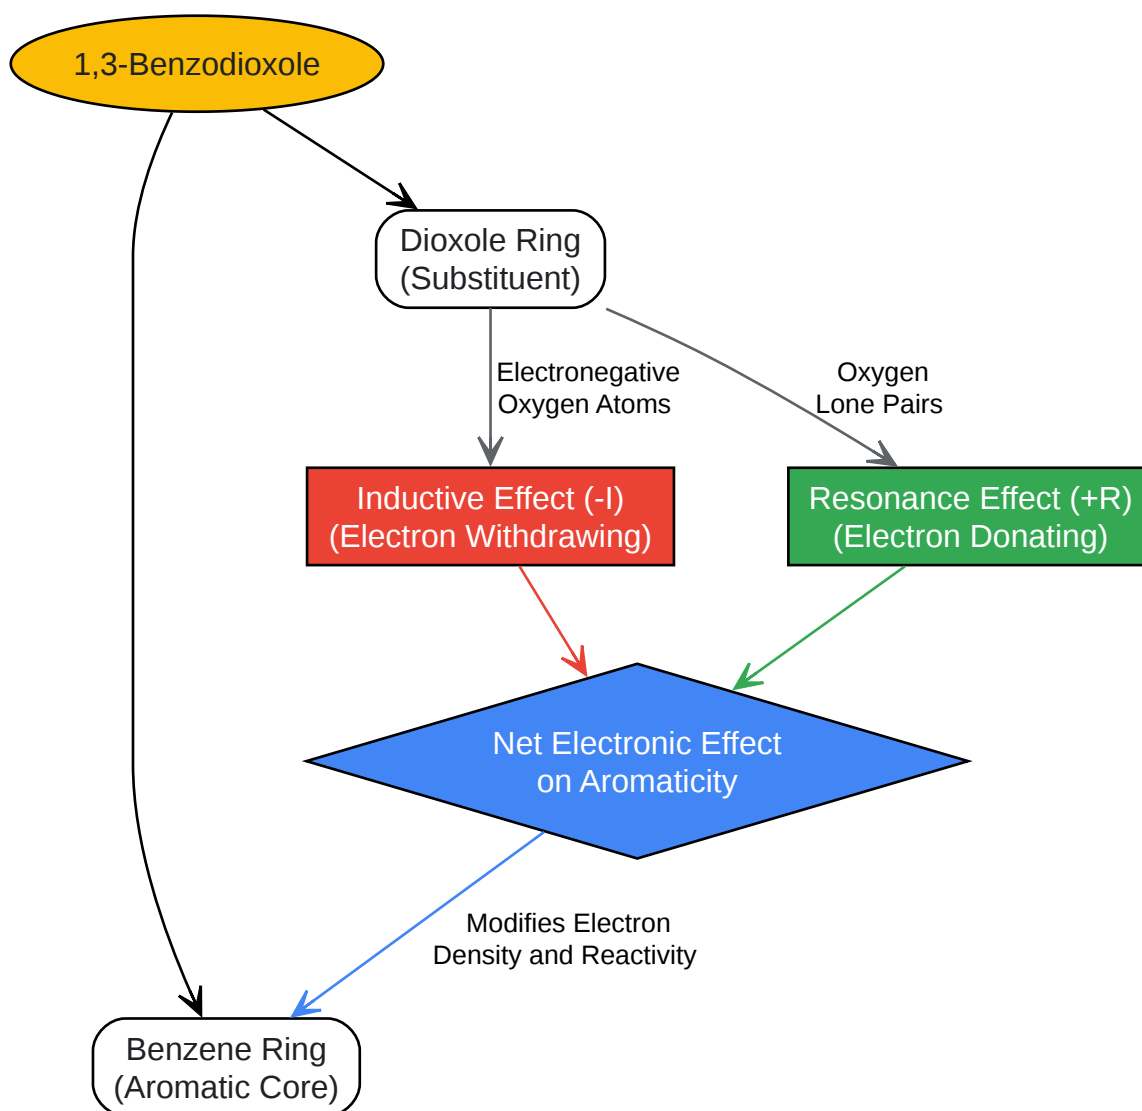 1,3-Benzodioxole
Dioxole Ring
(Substituent)
Electronegative
Oxygen Atoms
Oxygen
Lone Pairs
Inductive Effect (-I)
(Electron Withdrawing)
Resonance Effect (+R)
(Electron Donating)
Net Electronic Effect
on Aromaticity
Modifies Electron
Density and Reactivity
Benzene Ring
(Aromatic Core)